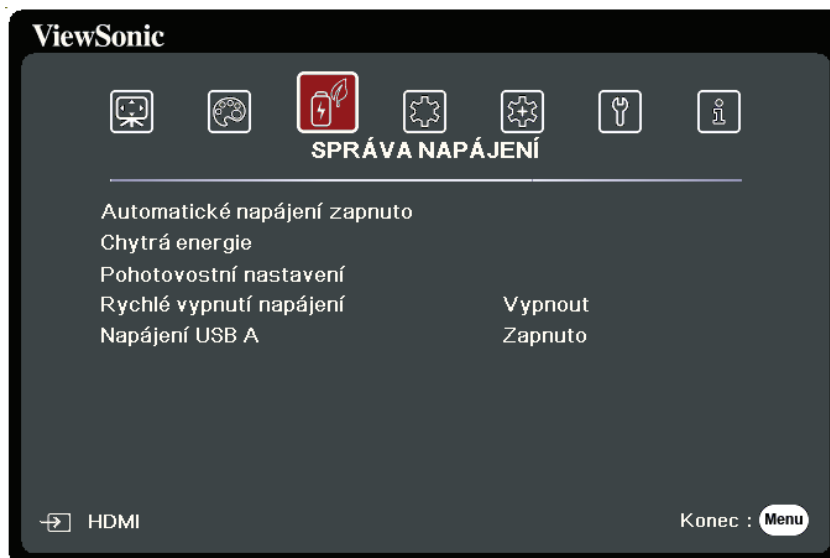 ViewSonic
SPRÁVA NAPÁJENÍ
Automatické napájení zapnuto
Chytrá energie
Pohotovostní nastavení
Rychlé vypnutí napájení Vypnout
Napájení USB A Zapnuto
HDMI Konec : Menu